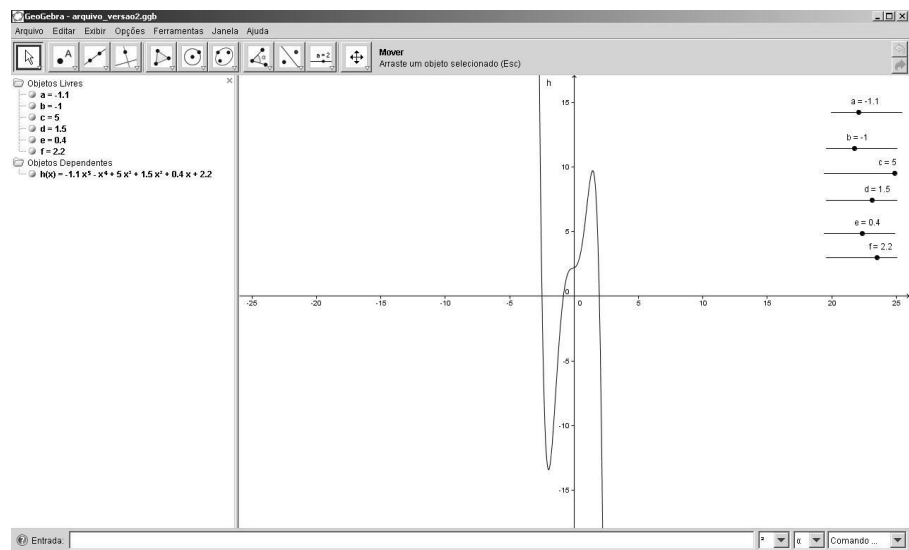 GeoGebra - arquivo_versao2.ggb
Arquivo Editar Exibir Opções Ferramentas Janela Ajuda
A
a=2
Mover
Arraste um objeto selecionado (Esc)
Objetos Livres
a = -1.1
b = -1
c = 5
d = 1.5
e = 0.4
f = 2.2
Objetos Dependentes
h(x) = -1.1 x⁵ - x⁴ + 5 x³ + 1.5 x² + 0.4 x + 2.2
h
15
10
5
0
-5
-10
-15
-25 -20 -15 -10 -5 0 5 10 15 20 25
a = -1.1
b = -1
c = 5
d = 1.5
e = 0.4
f = 2.2
Entrada:
² α Comando ...